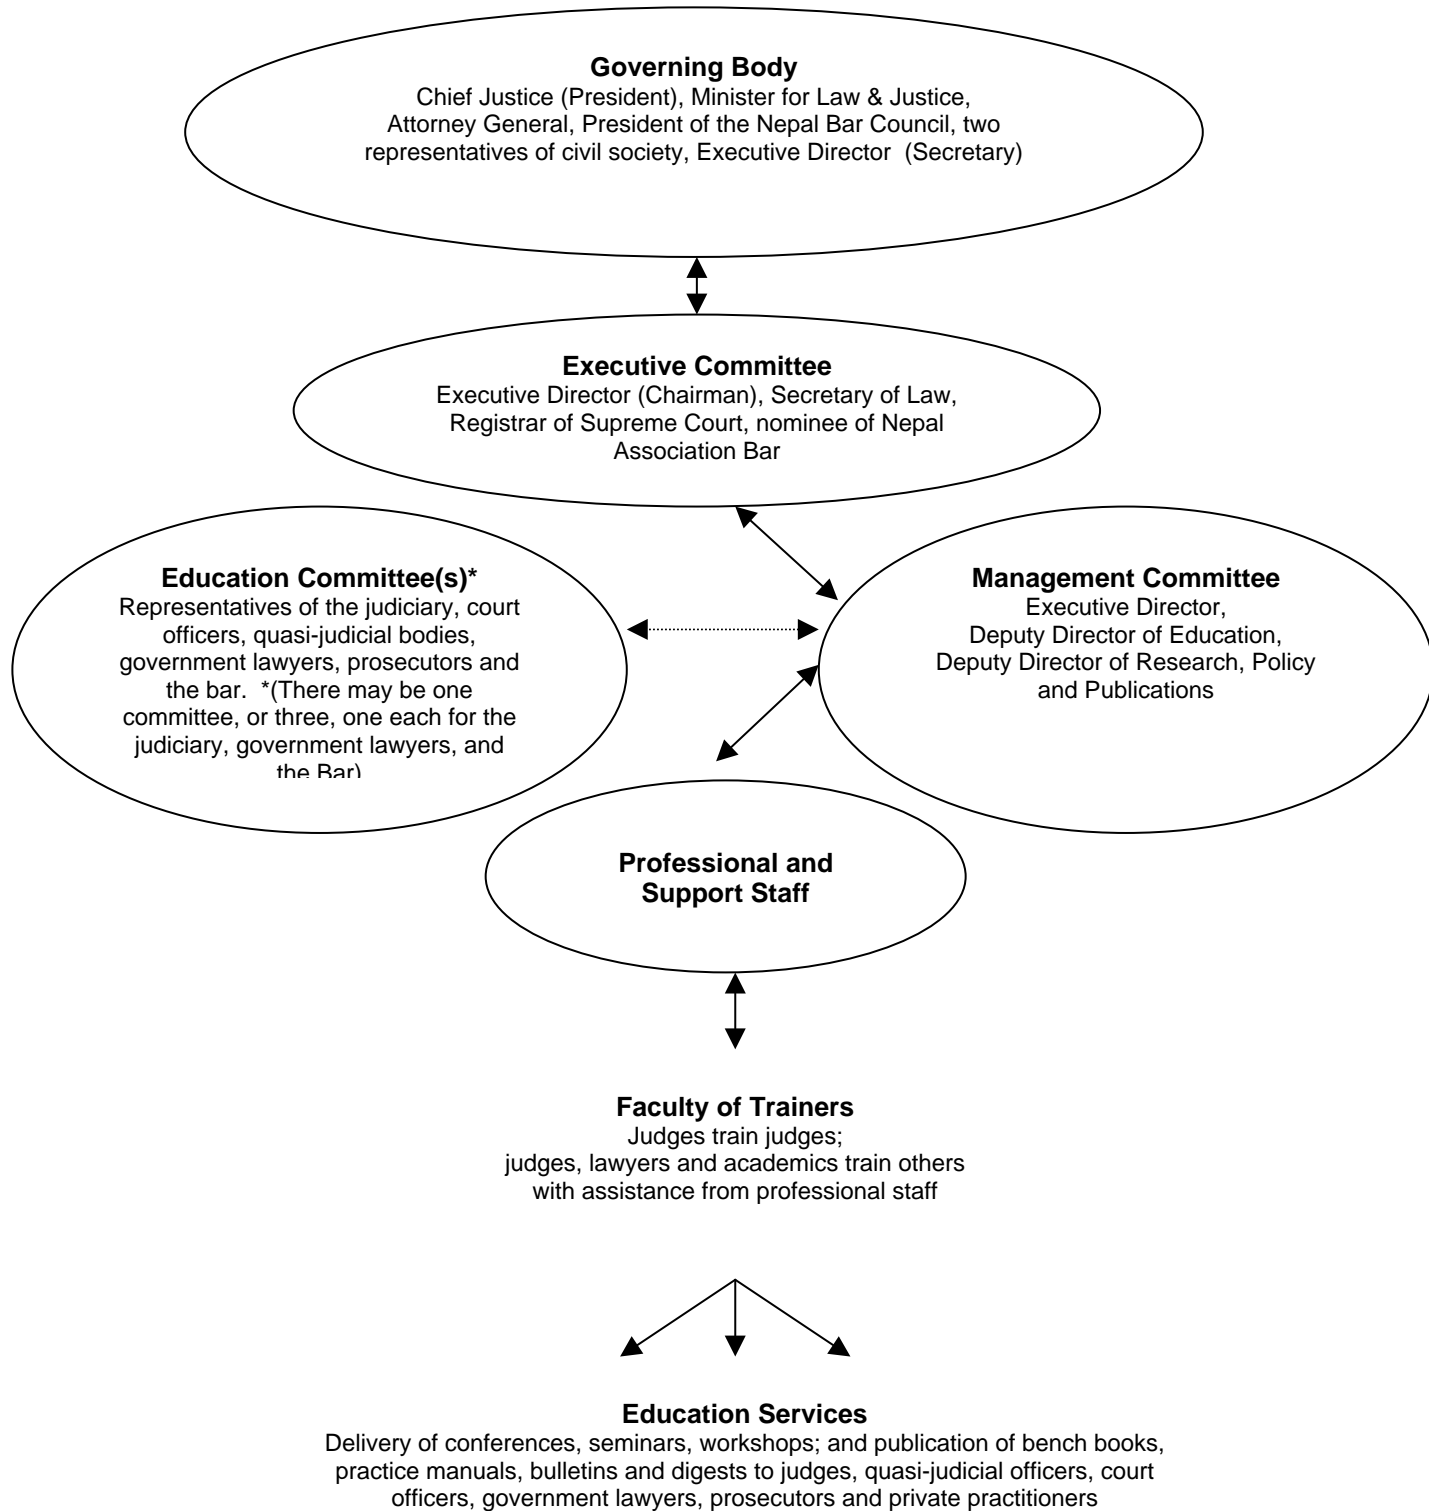 Governing Body
Chief Justice (President), Minister for Law & Justice,
Attorney General, President of the Nepal Bar Council, two
representatives of civil society, Executive Director (Secretary)
Executive Committee
Executive Director (Chairman), Secretary of Law,
Registrar of Supreme Court, nominee of Nepal
Association Bar
Education Committee(s)*
Representatives of the judiciary, court
officers, quasi-judicial bodies,
government lawyers, prosecutors and
the bar. *(There may be one
committee, or three, one each for the
judiciary, government lawyers, and
the Bar)
Management Committee
Executive Director,
Deputy Director of Education,
Deputy Director of Research, Policy
and Publications
Professional and
Support Staff
Faculty of Trainers
Judges train judges;
judges, lawyers and academics train others
with assistance from professional staff
Education Services
Delivery of conferences, seminars, workshops; and publication of bench books,
practice manuals, bulletins and digests to judges, quasi-judicial officers, court
officers, government lawyers, prosecutors and private practitioners